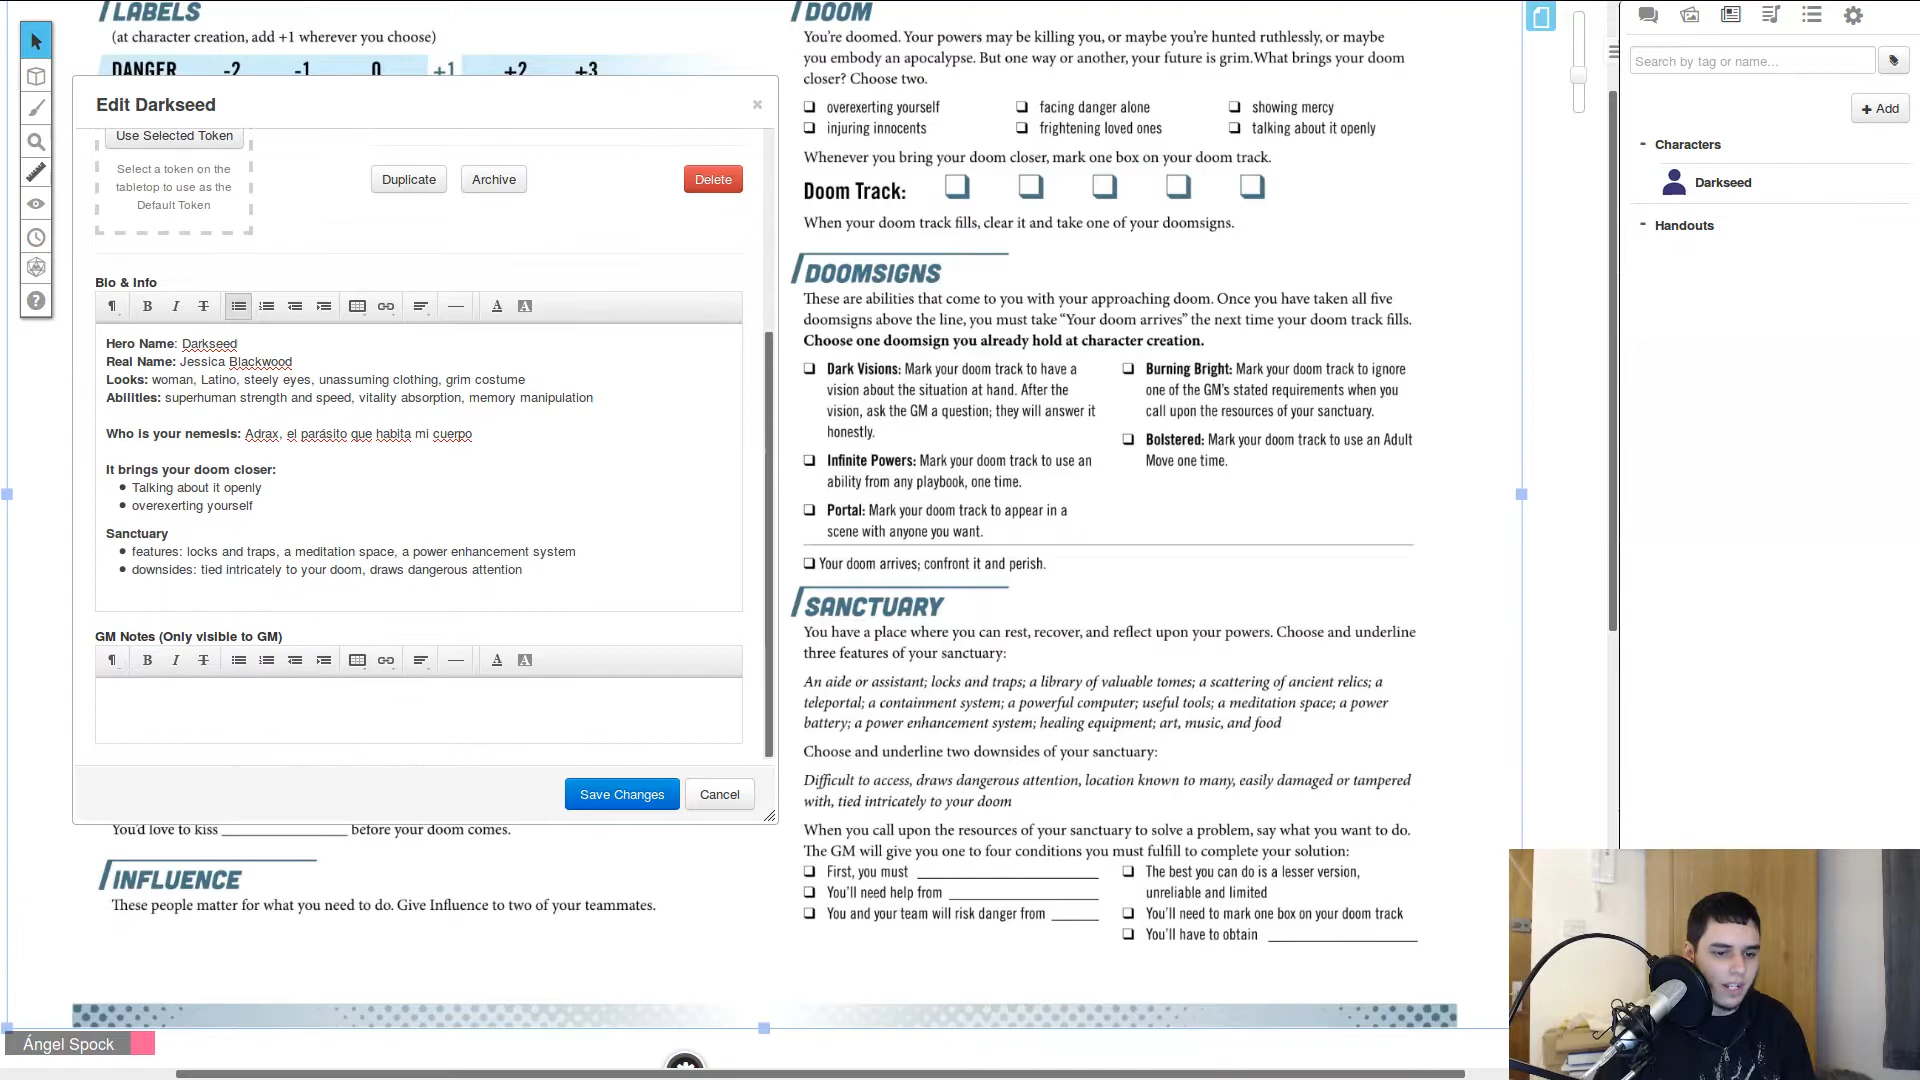 LABELS
(at character creation, add +1 wherever you choose)
DANGER -2 -1 0 +1 +2 +3
Edit Darkseed
×
Use Selected Token
Select a token on the
tabletop to use as the
Default Token
Duplicate
Archive
Delete
Bio & Info
Hero Name: Darkseed
Real Name: Jessica Blackwood
Looks: woman, Latino, steely eyes, unassuming clothing, grim costume
Abilities: superhuman strength and speed, vitality absorption, memory manipulation
Who is your nemesis: Adrax, el parásito que habita mi cuerpo
It brings your doom closer:
Talking about it openly
overexerting yourself
Sanctuary
features: locks and traps, a meditation space, a power enhancement system
downsides: tied intricately to your doom, draws dangerous attention
GM Notes (Only visible to GM)
Save Changes
Cancel
You'd love to kiss ______________ before your doom comes.
INFLUENCE
These people matter for what you need to do. Give Influence to two of your teammates.
Ángel Spock
DOOM
You're doomed. Your powers may be killing you, or maybe you're hunted ruthlessly, or maybe
you embody an apocalypse. But one way or another, your future is grim.What brings your doom
closer? Choose two.
overexerting yourself
facing danger alone
showing mercy
injuring innocents
frightening loved ones
talking about it openly
Whenever you bring your doom closer, mark one box on your doom track.
Doom Track:
When your doom track fills, clear it and take one of your doomsigns.
DOOMSIGNS
These are abilities that come to you with your approaching doom. Once you have taken all five
doomsigns above the line, you must take “Your doom arrives” the next time your doom track fills.
Choose one doomsign you already hold at character creation.
Dark Visions: Mark your doom track to have a
vision about the situation at hand. After the
vision, ask the GM a question; they will answer it
honestly.
Infinite Powers: Mark your doom track to use an
ability from any playbook, one time.
Portal: Mark your doom track to appear in a
scene with anyone you want.
Burning Bright: Mark your doom track to ignore
one of the GM's stated requirements when you
call upon the resources of your sanctuary.
Bolstered: Mark your doom track to use an Adult
Move one time.
Your doom arrives; confront it and perish.
SANCTUARY
You have a place where you can rest, recover, and reflect upon your powers. Choose and underline
three features of your sanctuary:
An aide or assistant; locks and traps; a library of valuable tomes; a scattering of ancient relics; a
teleportal; a containment system; a powerful computer; useful tools; a meditation space; a power
battery; a power enhancement system; healing equipment; art, music, and food
Choose and underline two downsides of your sanctuary:
Difficult to access, draws dangerous attention, location known to many, easily damaged or tampered
with, tied intricately to your doom
When you call upon the resources of your sanctuary to solve a problem, say what you want to do.
The GM will give you one to four conditions you must fulfill to complete your solution:
First, you must ____________________
You'll need help from ________________
You and your team will risk danger from _____
The best you can do is a lesser version,
unreliable and limited
You'll need to mark one box on your doom track
You'll have to obtain ________________
Search by tag or name...
+ Add
- Characters
Darkseed
- Handouts